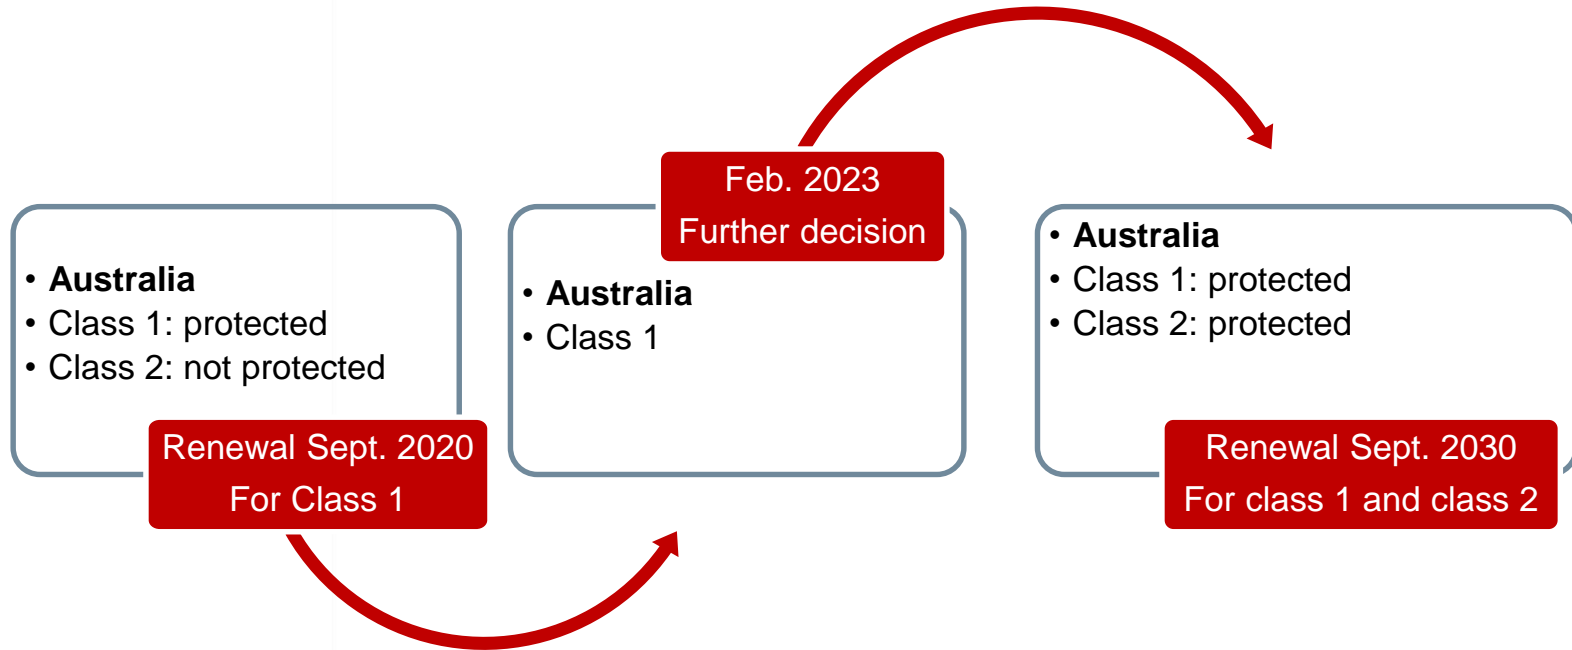 • Australia
• Class 1: protected
• Class 2: not protected
Renewal Sept. 2020
For Class 1
Feb. 2023
Further decision
• Australia
• Class 1
• Australia
• Class 1: protected
• Class 2: protected
Renewal Sept. 2030
For class 1 and class 2